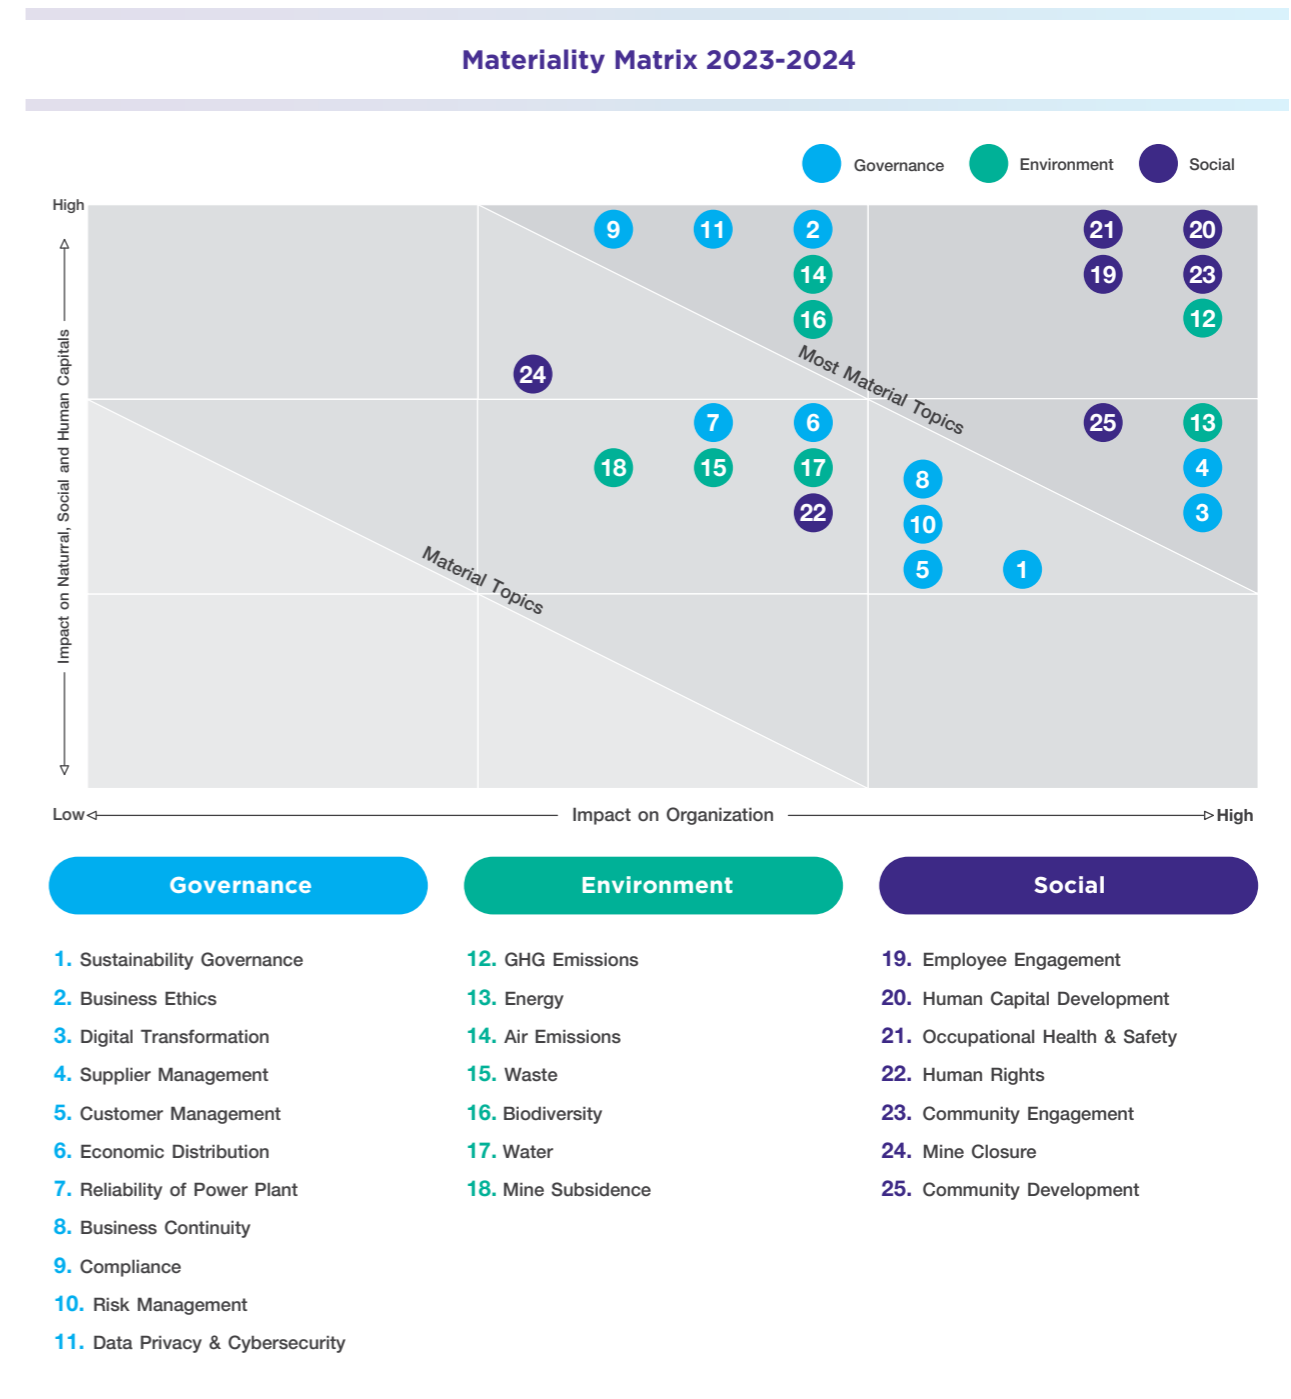 Materiality Matrix 2023-2024
Governance
Environment
Social
High
9
11
2
21
20
14
19
23
16
12
Most Material Topics
24
7
6
25
13
18
15
17
8
4
22
10
3
5
1
Material Topics
Impact on Naturral, Social and Human Capitals
Low
Impact on Organization
High
Governance
1. Sustainability Governance
2. Business Ethics
3. Digital Transformation
4. Supplier Management
5. Customer Management
6. Economic Distribution
7. Reliability of Power Plant
8. Business Continuity
9. Compliance
10. Risk Management
11. Data Privacy & Cybersecurity
Environment
12. GHG Emissions
13. Energy
14. Air Emissions
15. Waste
16. Biodiversity
17. Water
18. Mine Subsidence
Social
19. Employee Engagement
20. Human Capital Development
21. Occupational Health & Safety
22. Human Rights
23. Community Engagement
24. Mine Closure
25. Community Development